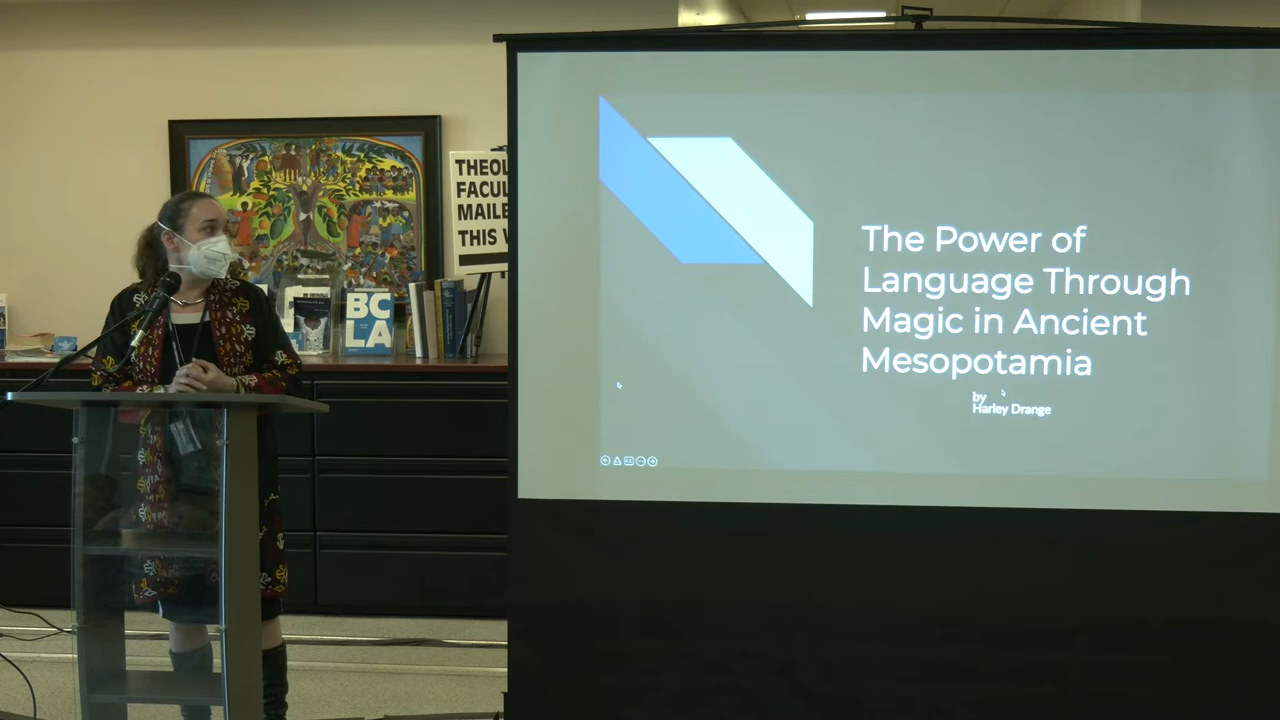 THEOL
FACUL
MAILE
THIS W
BC
LA
The Power of
Language Through
Magic in Ancient
Mesopotamia
by
Harley Drange